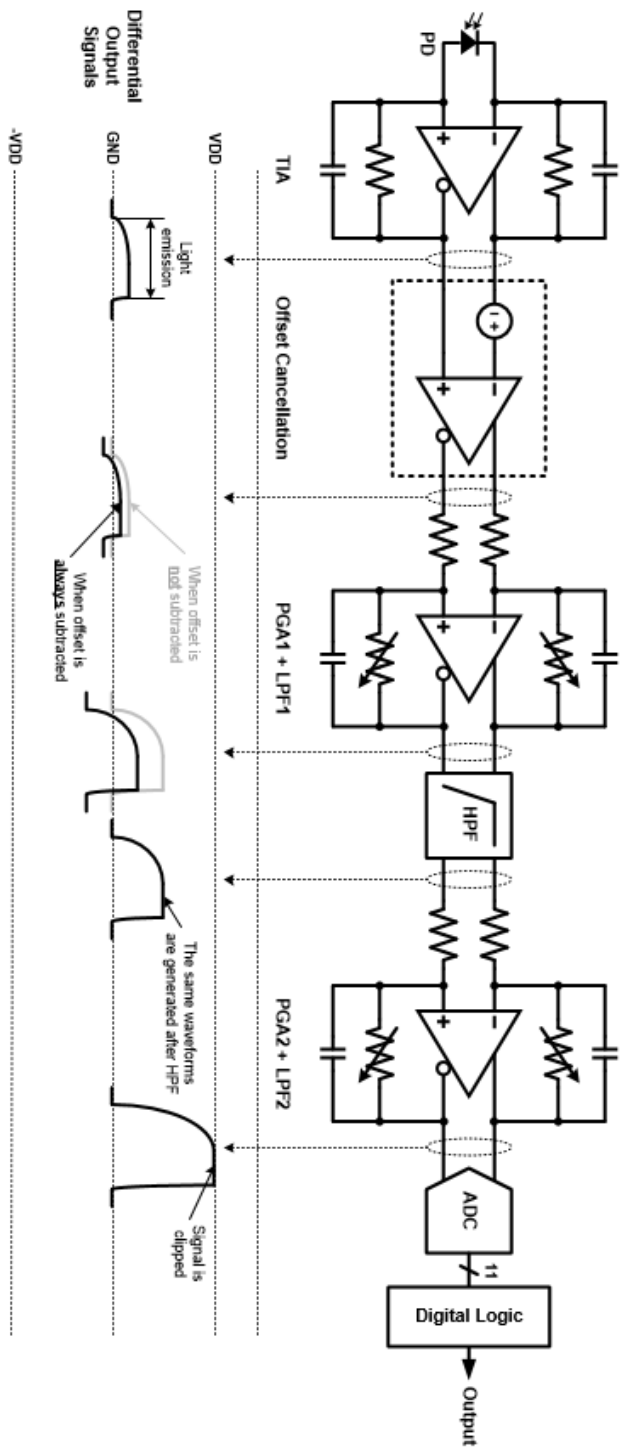 PD
TIA
Offset Cancellation
PGA1 + LPF1
HPF
PGA2 + LPF2
ADC
11
Digital Logic
Output
+
−
+
−
− +
+
−
+
−
Differential
Output
Signals
VDD
GND
-VDD
Light
emission
When offset is
not subtracted
When offset is
always subtracted
The same waveforms
are generated after HPF
Signal is
clipped